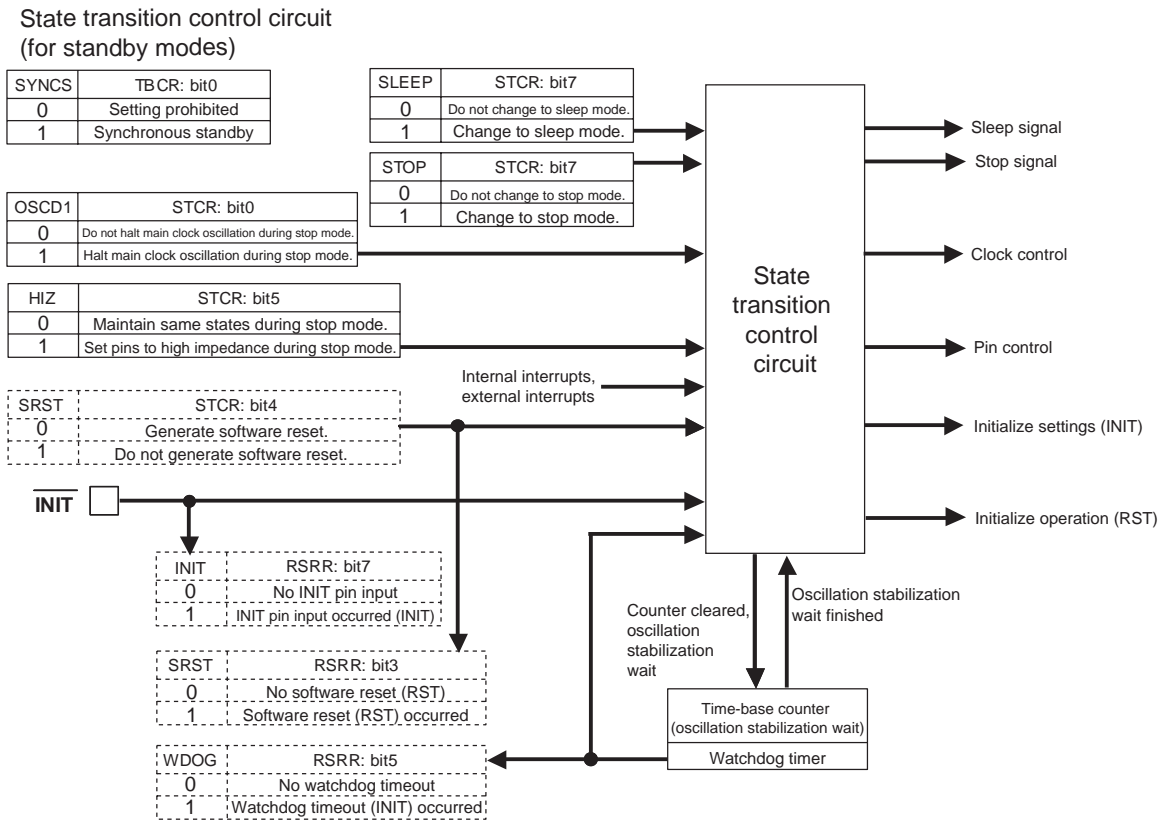 State transition control circuit
(for standby modes)
SYNCS TBCR: bit0
0 Setting prohibited
1 Synchronous standby
SLEEP STCR: bit7
0 Do not change to sleep mode.
1 Change to sleep mode.
STOP STCR: bit7
0 Do not change to stop mode.
1 Change to stop mode.
OSCD1 STCR: bit0
0 Do not halt main clock oscillation during stop mode.
1 Halt main clock oscillation during stop mode.
HIZ STCR: bit5
0 Maintain same states during stop mode.
1 Set pins to high impedance during stop mode.
Internal interrupts,
external interrupts
SRST STCR: bit4
0 Generate software reset.
1 Do not generate software reset.
INIT
State
transition
control
circuit
Sleep signal
Stop signal
Clock control
Pin control
Initialize settings (INIT)
Initialize operation (RST)
INIT RSRR: bit7
0 No INIT pin input
1 INIT pin input occurred (INIT)
SRST RSRR: bit3
0 No software reset (RST)
1 Software reset (RST) occurred
WDOG RSRR: bit5
0 No watchdog timeout
1 Watchdog timeout (INIT) occurred
Counter cleared,
oscillation
stabilization
wait
Oscillation stabilization
wait finished
Time-base counter
(oscillation stabilization wait)
Watchdog timer